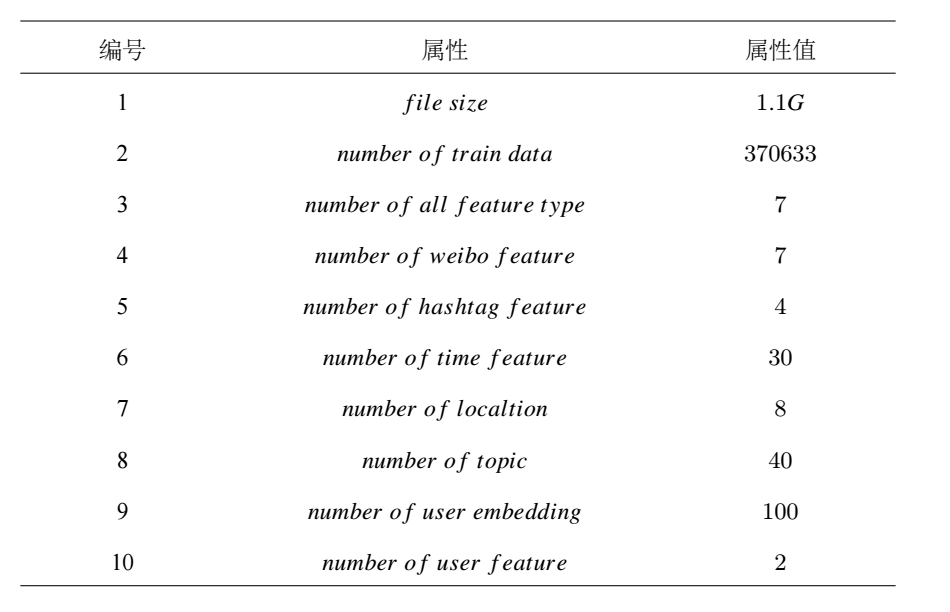 编号 属性 属性值
1 file size 1.1G
2 number of train data 370633
3 number of all feature type 7
4 number of weibo feature 7
5 number of hashtag feature 4
6 number of time feature 30
7 number of localtion 8
8 number of topic 40
9 number of user embedding 100
10 number of user feature 2